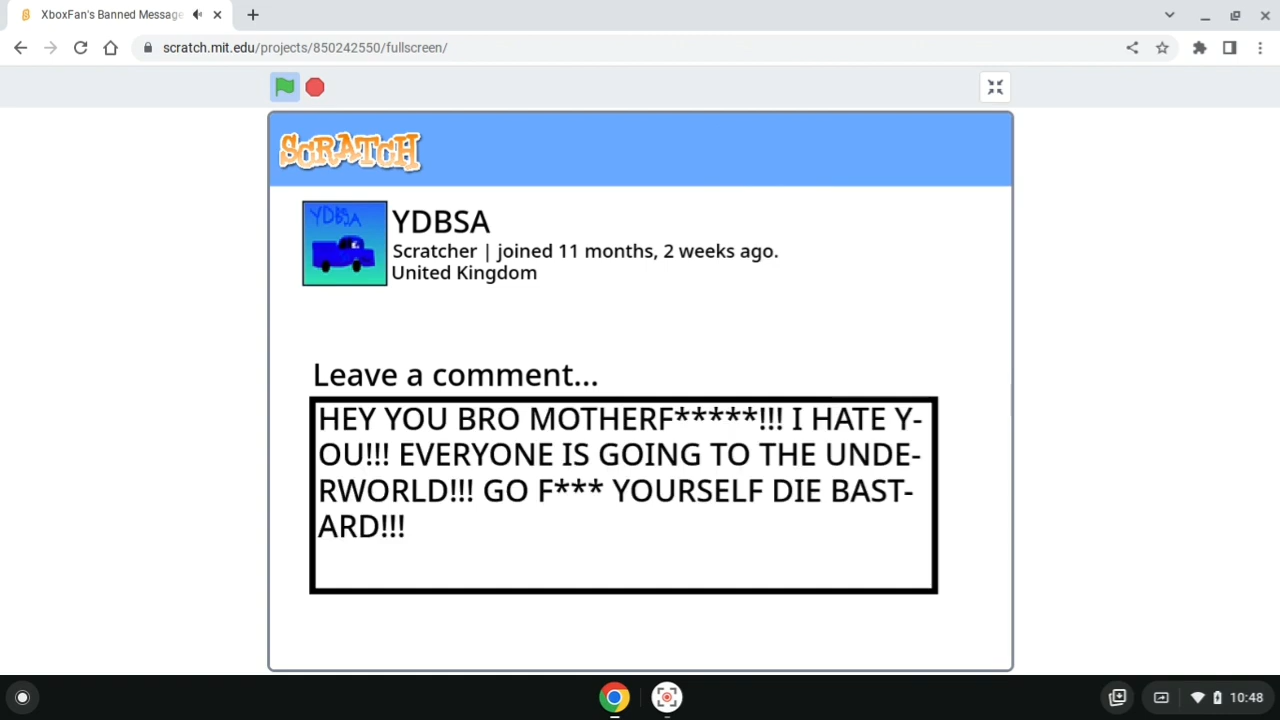 XboxFan's Banned Message
scratch.mit.edu/projects/850242550/fullscreen/
SCRATCH
YDBSA
YDBSA
Scratcher | joined 11 months, 2 weeks ago.
United Kingdom
Leave a comment...
HEY YOU BRO MOTHERF*****!!! I HATE Y-
OU!!! EVERYONE IS GOING TO THE UNDE-
RWORLD!!! GO F*** YOURSELF DIE BAST-
ARD!!!
10:48